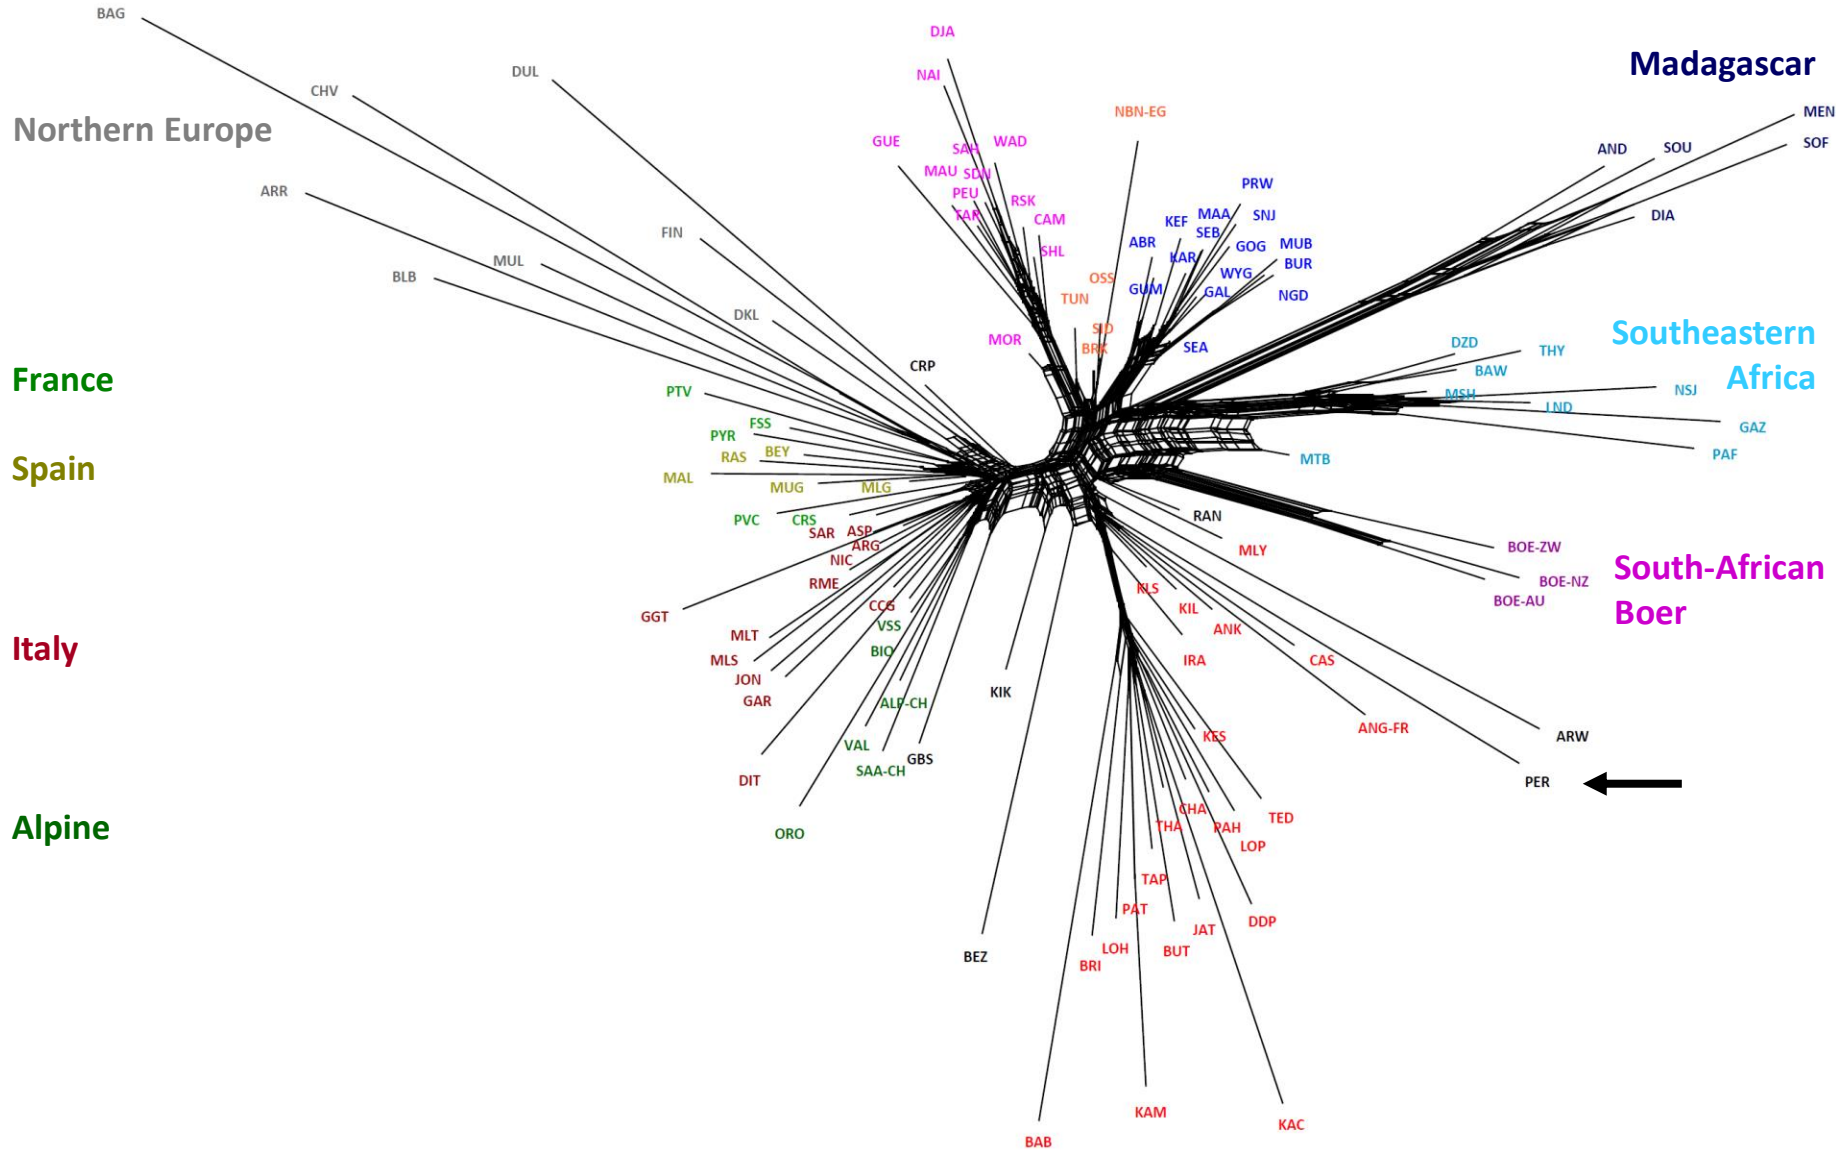 BAG
DJA
Madagascar
DUL
NAI
CHV
MEN
NBN-EG
Northern Europe
SOF
GUE
SAH
WAD
AND
SOU
MAU
SDN
PRW
ARR
PEU
RSK
TAR
CAM
MAA
SNJ
DIA
KEF
SEB
FIN
ABR
GOG
MUB
SHL
KAR
MUL
BUR
WYG
BLB
OSS
GUM
GAL
NGD
TUN
DKL
SID
Southeastern
MOR
BRK
SEA
DZD
THY
CRP
BAW
Africa
France
PTV
MSH
NSJ
LND
FSS
GAZ
PYR
BEY
PAF
RAS
MTB
Spain
MAL
MUG
MLG
PVC
CRS
RAN
SAR
ASP
ARG
MLY
BOE-ZW
NIC
South-African
RME
KLS
BOE-NZ
CCG
KIL
BOE-AU
Boer
GGT
VSS
ANK
MLT
Italy
BIO
MLS
IRA
CAS
JON
KIK
GAR
ALP-CH
ANG-FR
KES
ARW
VAL
GBS
SAA-CH
DIT
PER
CHA
TED
Alpine
THA
PAH
ORO
LOP
TAP
PAT
DDP
JAT
LOH
BUT
BEZ
BRI
KAM
KAC
BAB